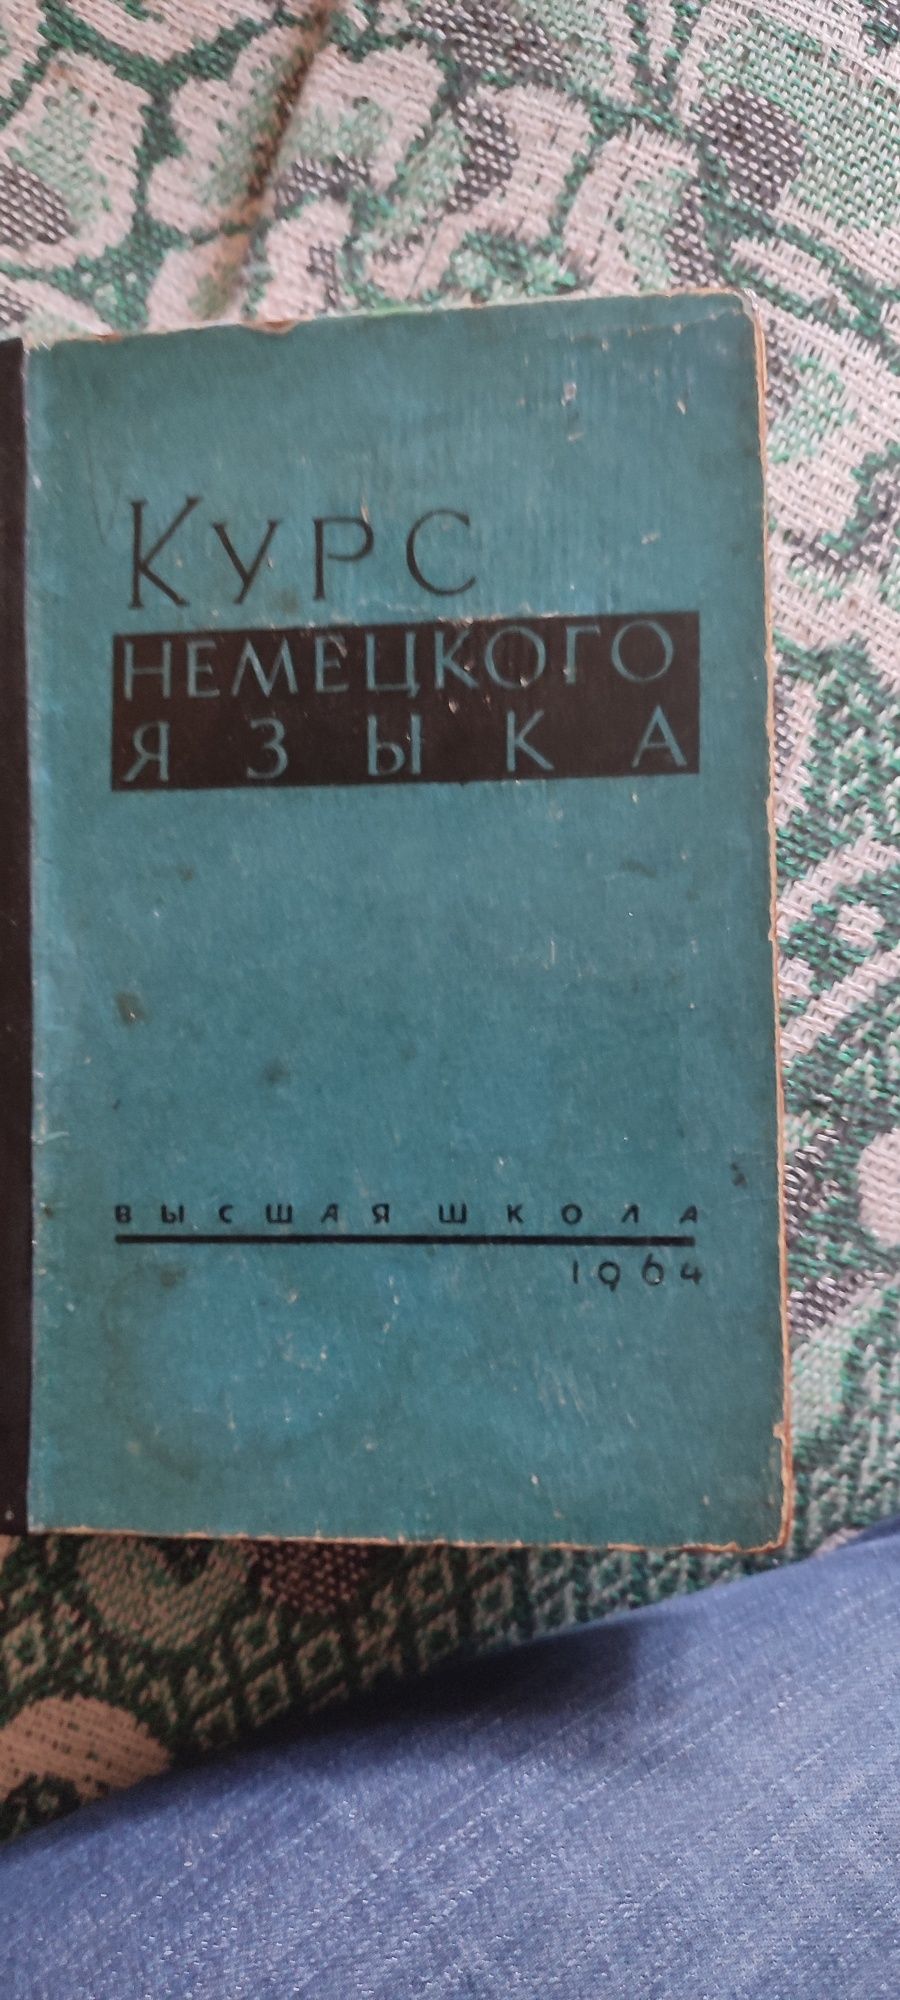 Курс
НЕМЕЦКОГО
ЯЗЫКА
ВЫСШАЯ ШКОЛА
1964